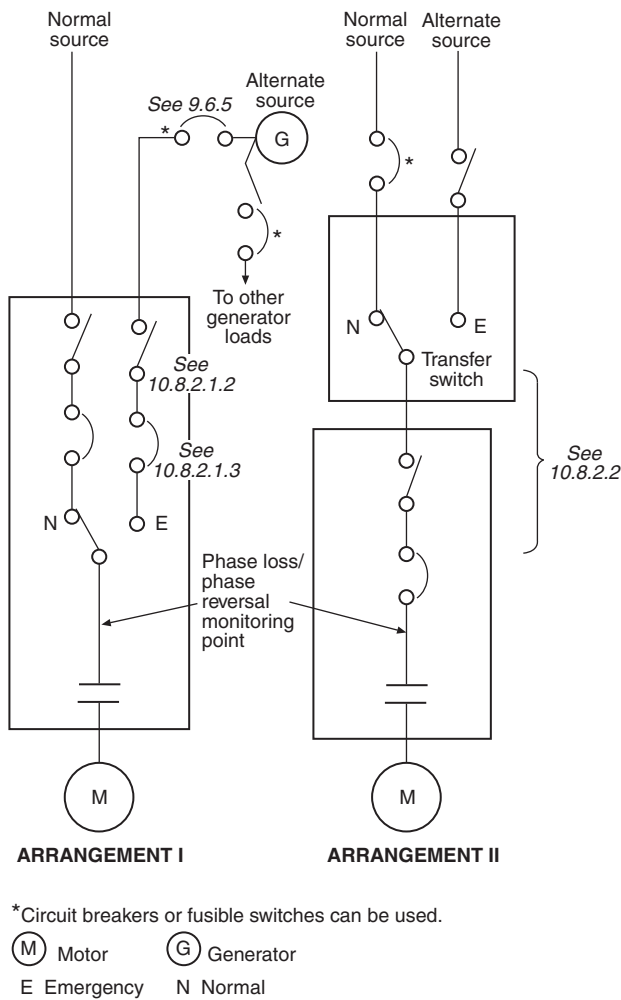 Normal
source
Alternate
source
See 9.6.5
*
G
*
To other
generator
loads
See
10.8.2.1.2
See
10.8.2.1.3
N
E
Phase loss/
phase
reversal
monitoring
point
M
ARRANGEMENT I
Normal
source
Alternate
source
*
N
E
Transfer
switch
See
10.8.2.2
M
ARRANGEMENT II
*Circuit breakers or fusible switches can be used.
M Motor G Generator
E Emergency N Normal